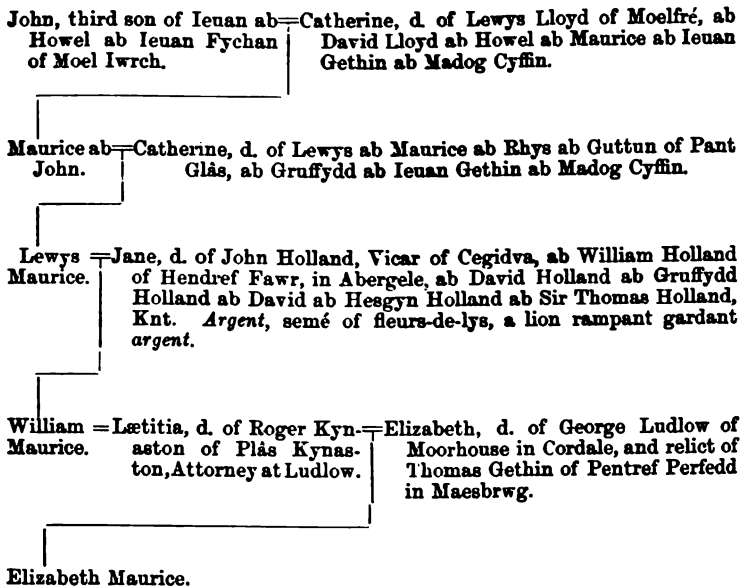 John, third son of Ieuan ab=Catherine, d. of Lewys Lloyd of Moelfré, ab
Howel ab Ieuan Fychan David Lloyd ab Howel ab Maurice ab Ieuan
of Moel Iwrch. Gethin ab Madog Cyffin.
Maurice ab=Catherine, d. of Lewys ab Maurice ab Rhys ab Guttun of Pant
John. Glâs, ab Gruffydd ab Ieuan Gethin ab Madog Cyffin.
Lewys =Jane, d. of John Holland, Vicar of Cegidva, ab William Holland
Maurice. of Hendref Fawr, in Abergele, ab David Holland ab Gruffydd
Holland ab David ab Hesgyn Holland ab Sir Thomas Holland,
Knt. Argent, semé of fleurs-de-lys, a lion rampant gardant
argent.
William =Lætitia, d. of Roger Kyn-=Elizabeth, d. of George Ludlow of
Maurice. aston of Plâs Kynas- Moorhouse in Cordale, and relict of
ton, Attorney at Ludlow. Thomas Gethin of Pentref Perfedd
in Maesbrwg.
Elizabeth Maurice.